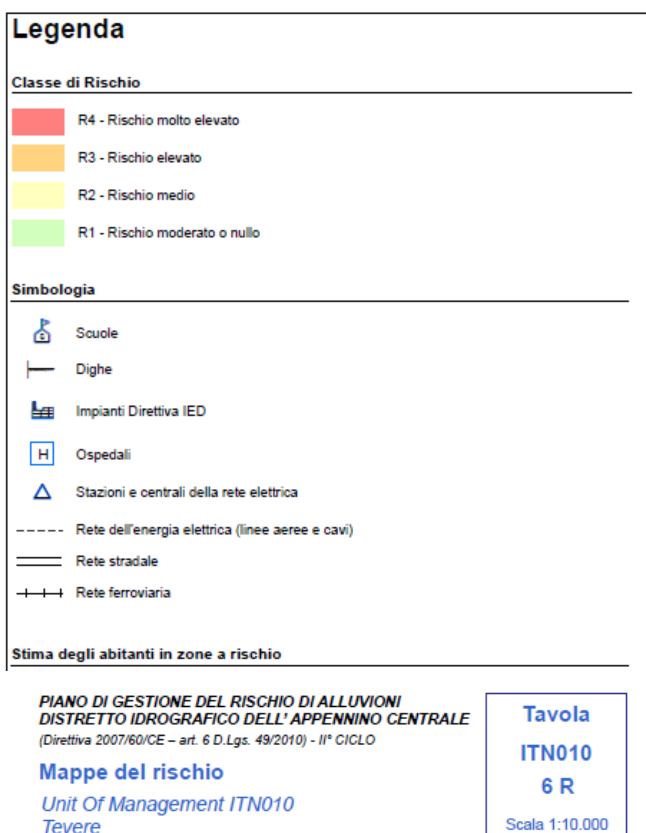 Legenda
Classe di Rischio
R4 - Rischio molto elevato
R3 - Rischio elevato
R2 - Rischio medio
R1 - Rischio moderato o nullo
Simbologia
Scuole
Dighe
Impianti Direttiva IED
H Ospedali
Stazioni e centrali della rete elettrica
Rete dell'energia elettrica (linee aeree e cavi)
Rete stradale
Rete ferroviaria
Stima degli abitanti in zone a rischio
PIANO DI GESTIONE DEL RISCHIO DI ALLUVIONI
DISTRETTO IDROGRAFICO DELL' APPENNINO CENTRALE
(Direttiva 2007/60/CE – art. 6 D.Lgs. 49/2010) - II° CICLO
Mappe del rischio
Unit Of Management ITN010
Tevere
Tavola
ITN010
6 R
Scala 1:10.000